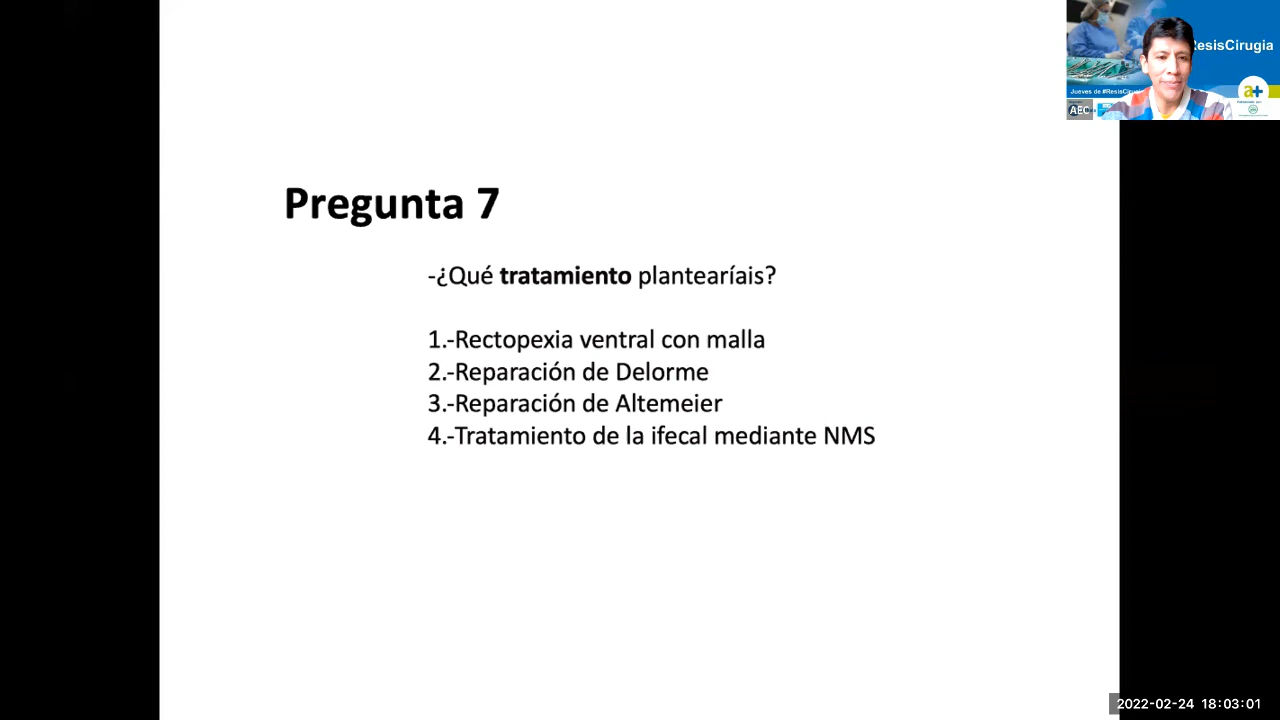 ResisCirugia
Jueves de #ResisCirugi
a+
AEC
Pregunta 7
-¿Qué tratamiento plantearíais?
1.-Rectopexia ventral con malla
2.-Reparación de Delorme
3.-Reparación de Altemeier
4.-Tratamiento de la ifecal mediante NMS
2022-02-24 18:03:01